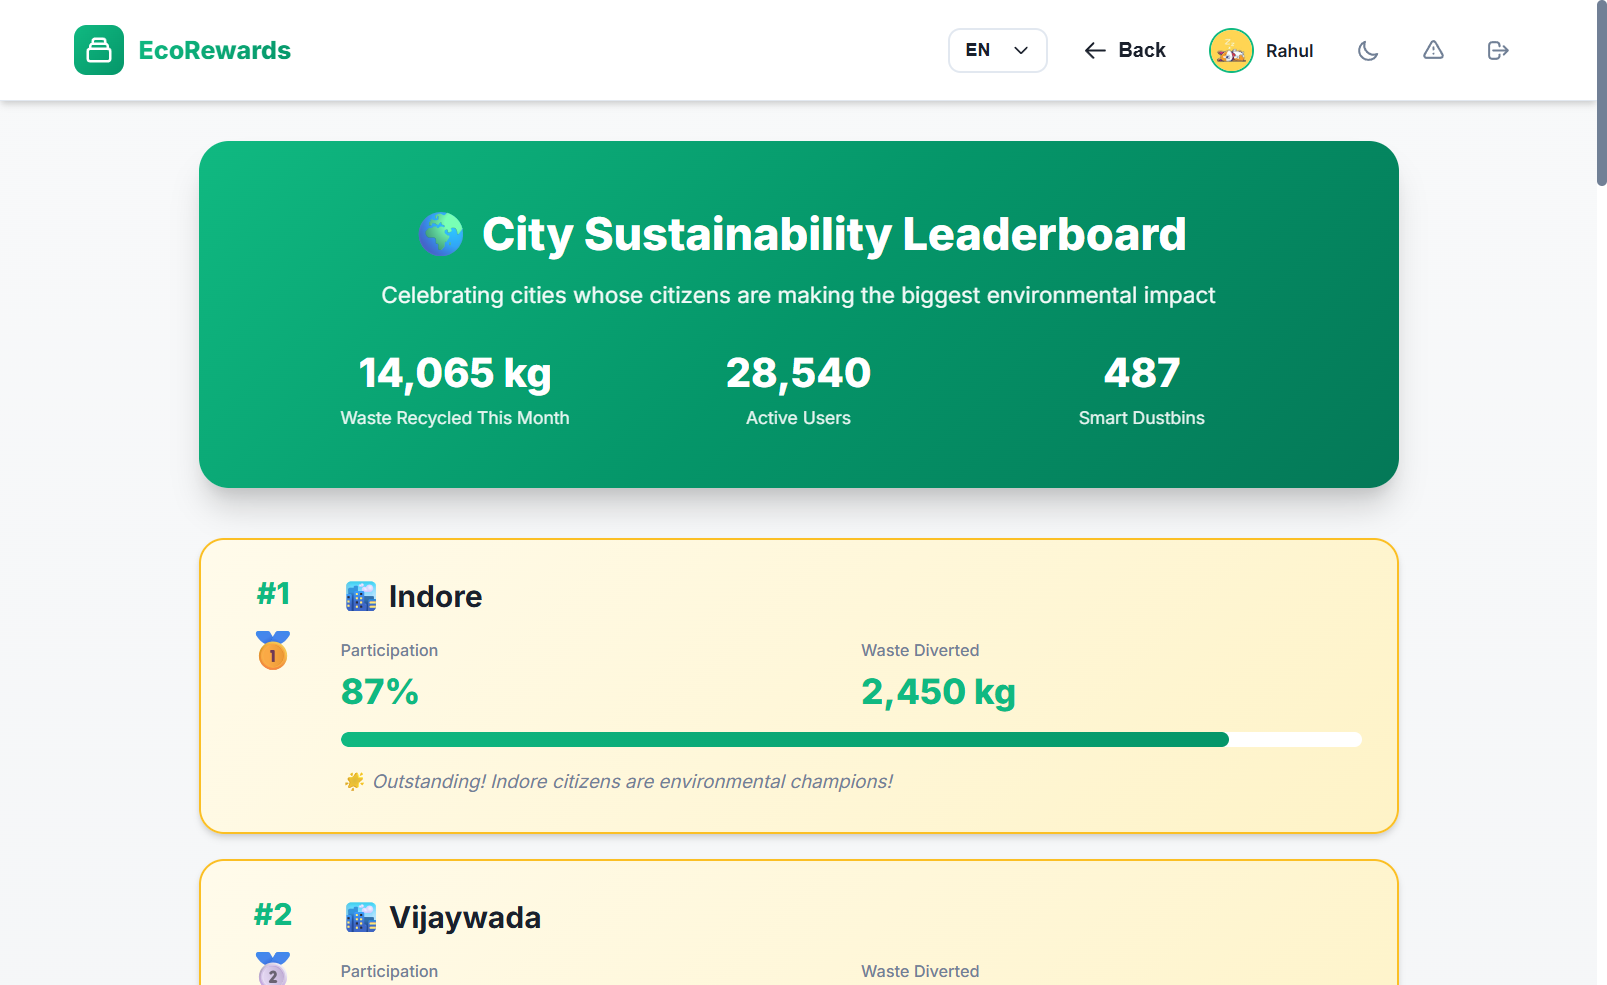 EcoRewards
EN
Back
Rahul
City Sustainability Leaderboard
Celebrating cities whose citizens are making the biggest environmental impact
14,065 kg
Waste Recycled This Month
28,540
Active Users
487
Smart Dustbins
#1
1
Indore
Participation
87%
Waste Diverted
2,450 kg
Outstanding! Indore citizens are environmental champions!
#2
2
Vijaywada
Participation
Waste Diverted